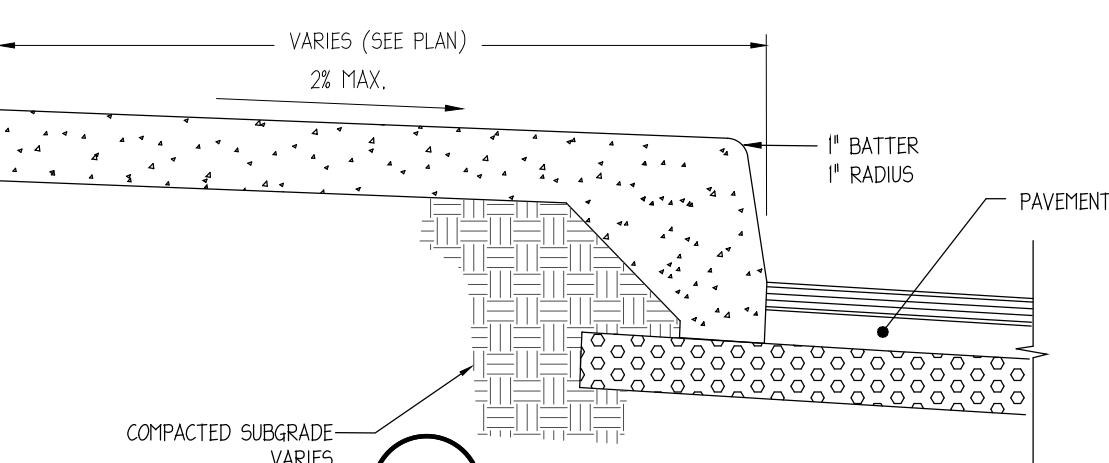 VARIES (SEE PLAN)
2% MAX.
1" BATTER
1" RADIUS
PAVEMENT
COMPACTED SUBGRADE
VARIES